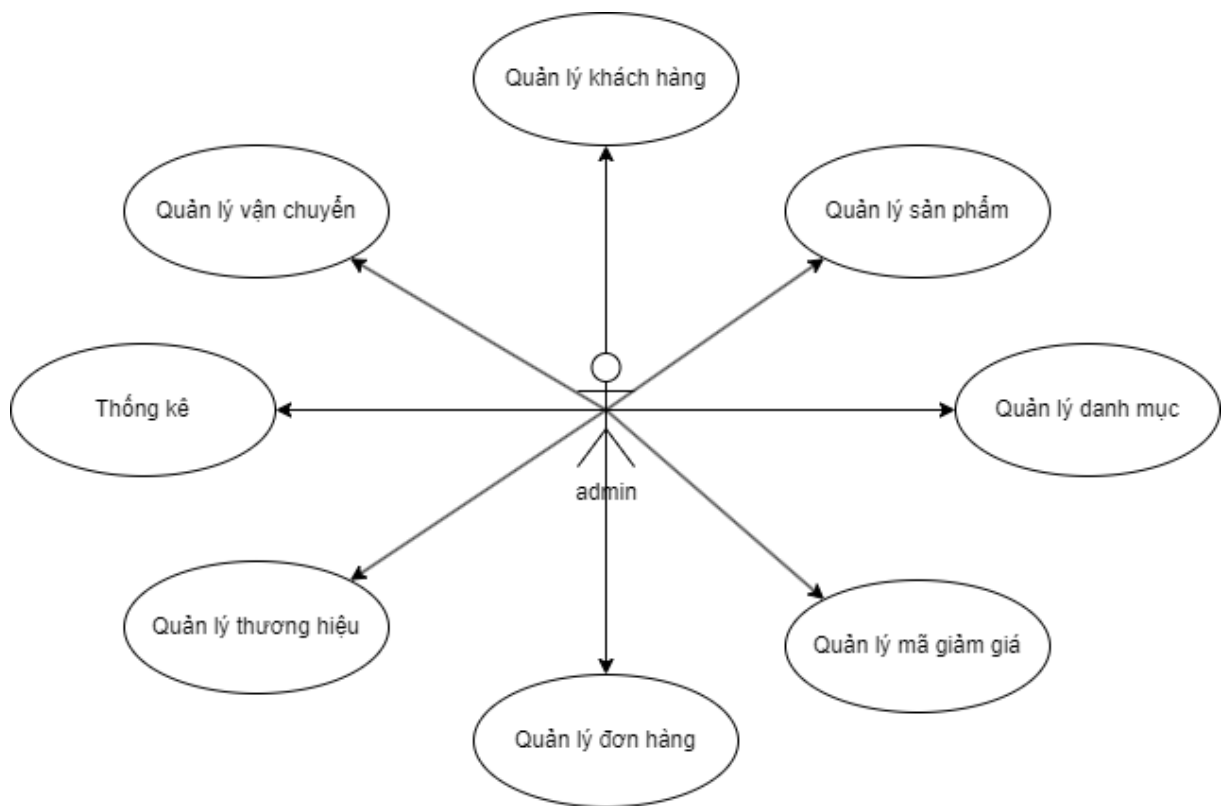 Quản lý khách hàng
Quản lý vận chuyển
Quản lý sản phẩm
Thống kê
Quản lý danh mục
admin
Quản lý thương hiệu
Quản lý mã giảm giá
Quản lý đơn hàng